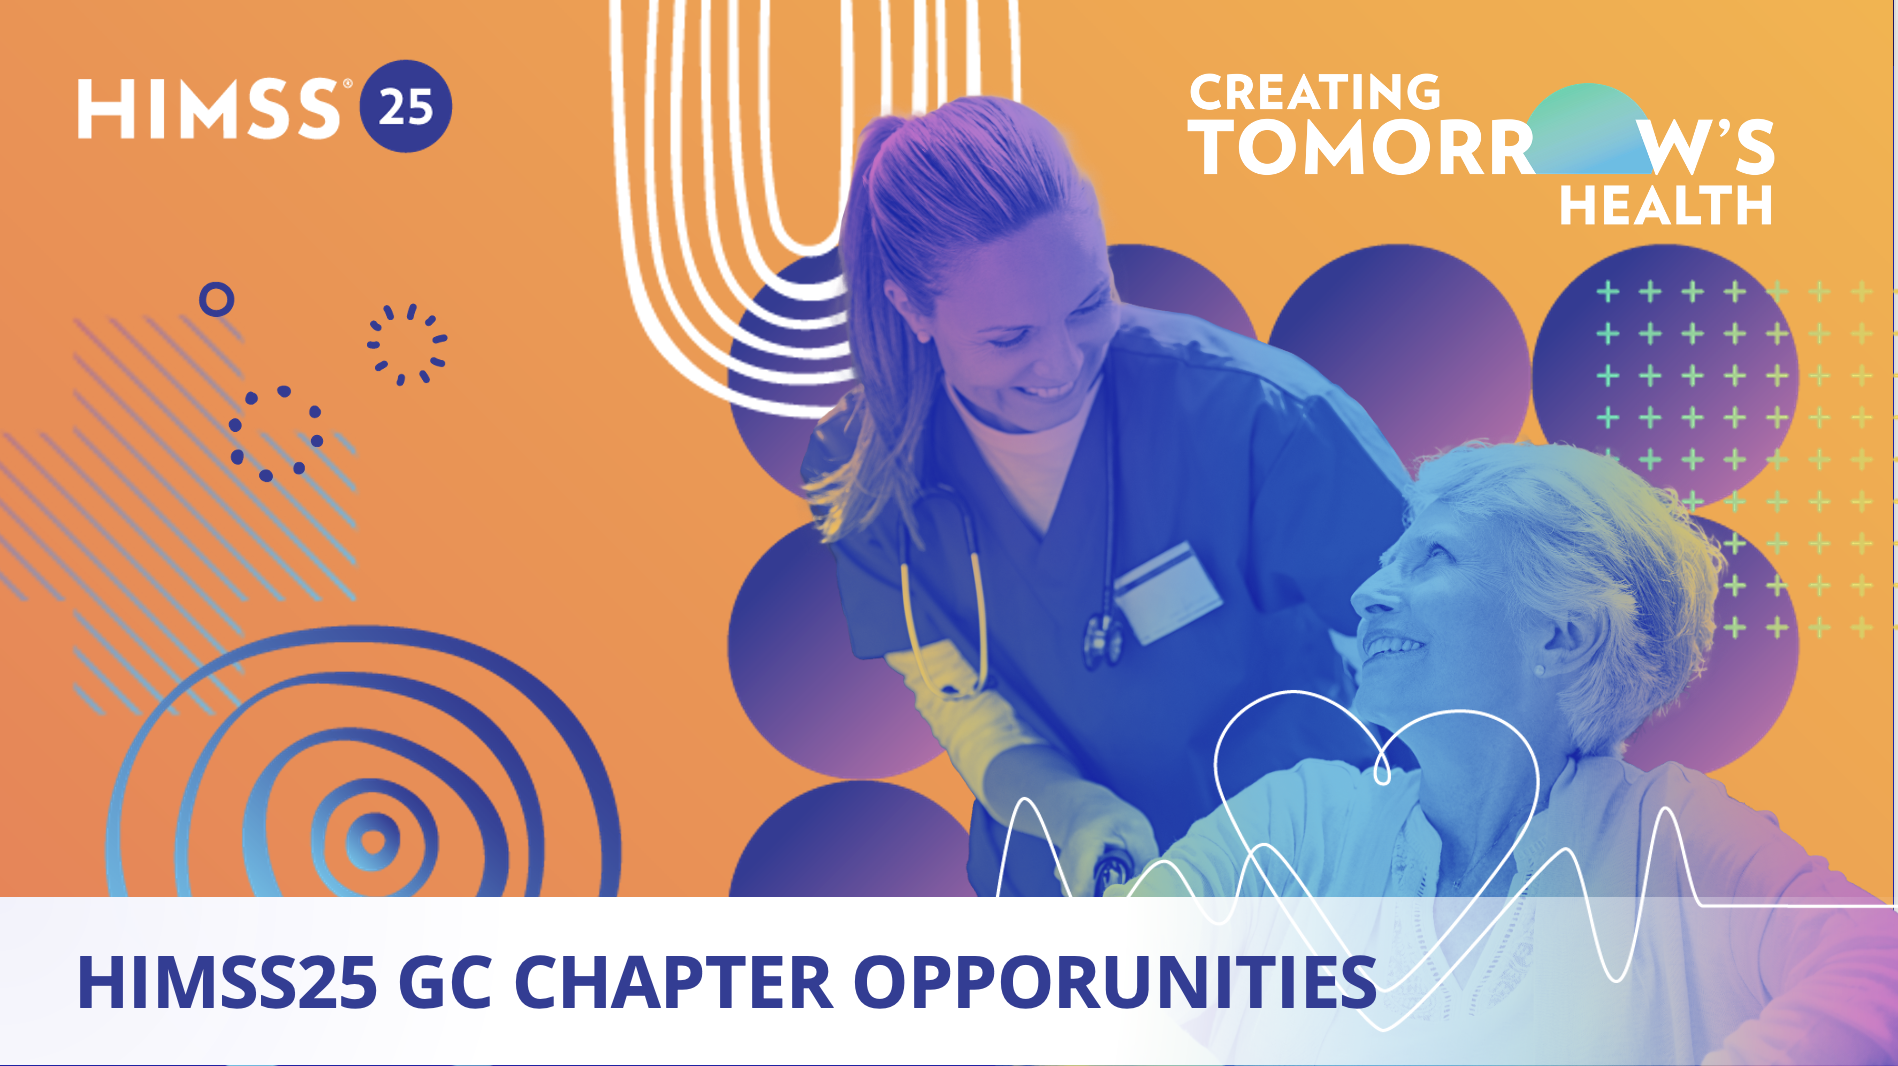 HIMSS® 25
CREATING
TOMORROW'S
HEALTH
HIMSS25 GC CHAPTER OPPORUNITIES